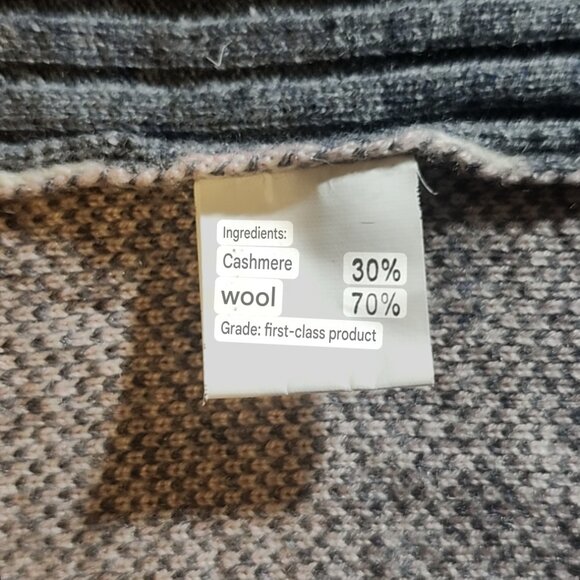 Ingredients:
Cashmere 30%
wool 70%
Grade: first-class product